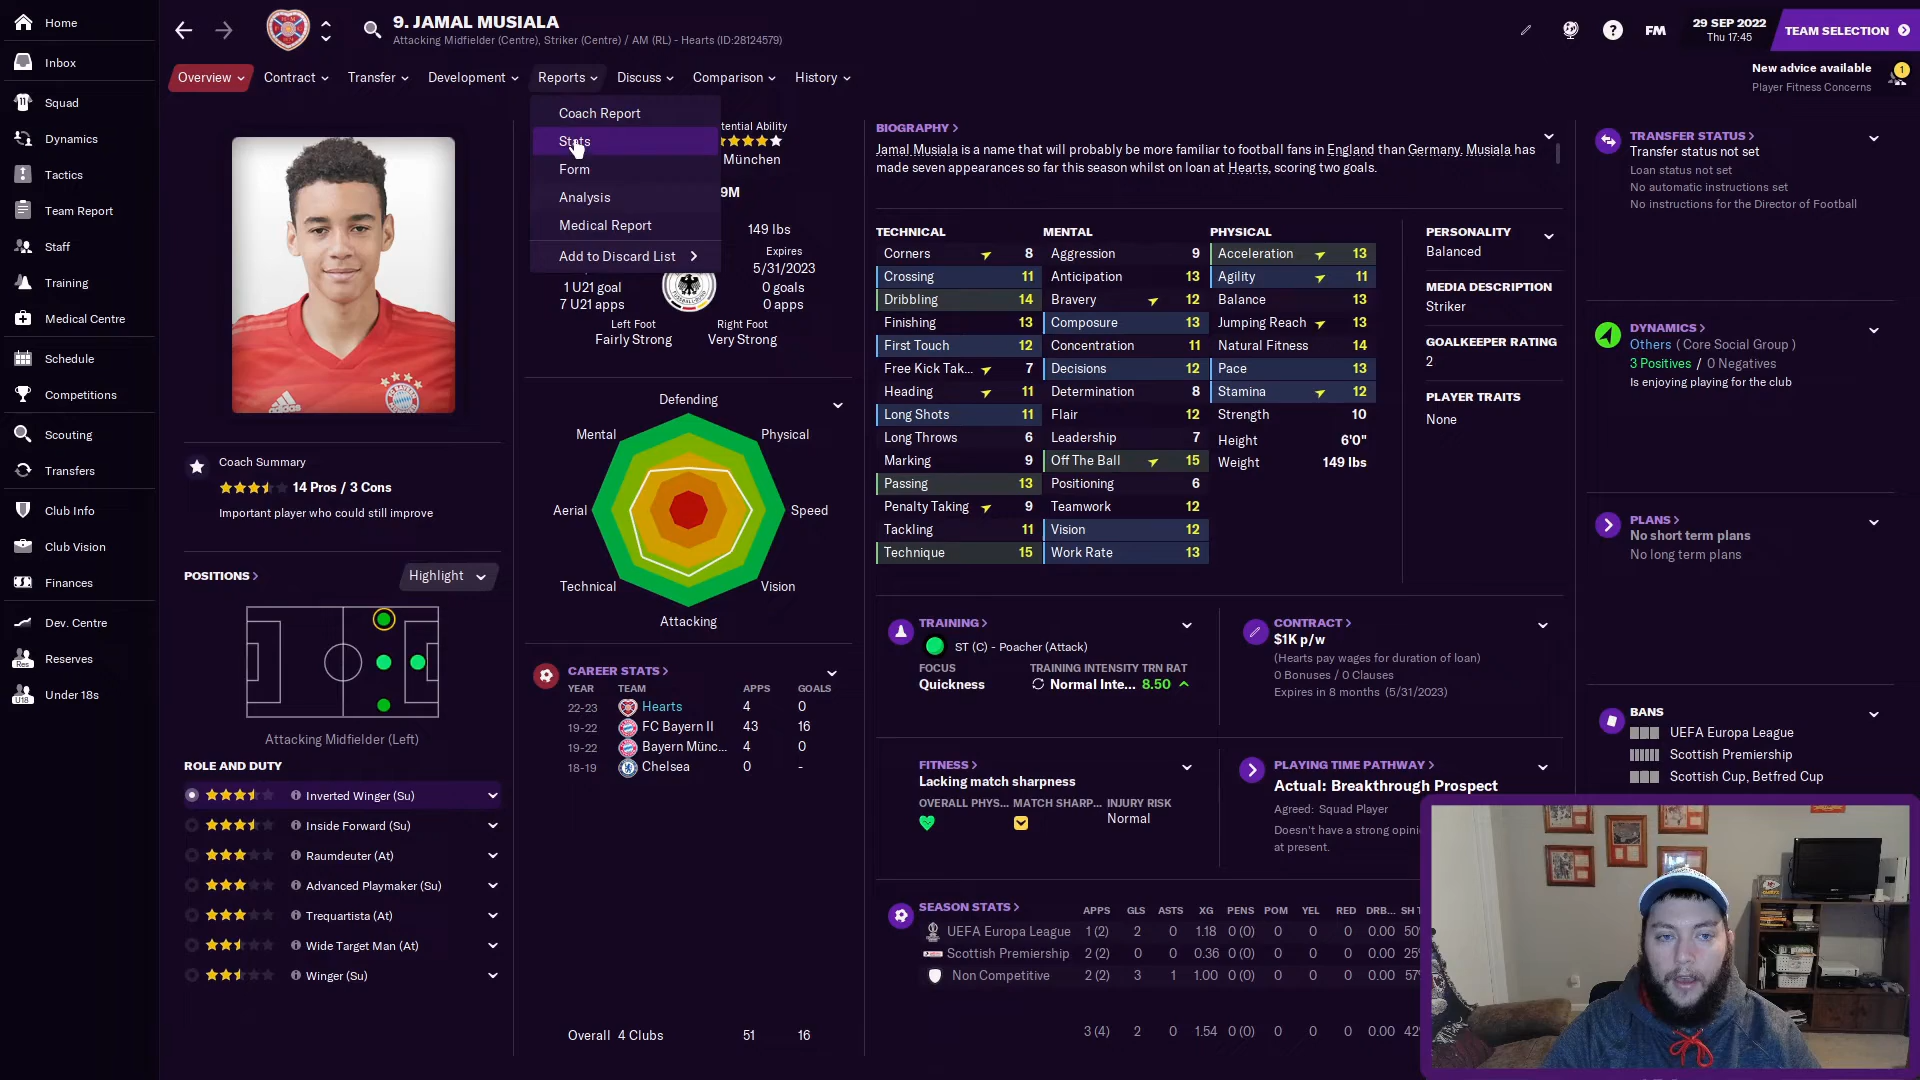 Home
Inbox
Squad
Dynamics
Tactics
Team Report
Staff
Training
Medical Centre
Schedule
Competitions
Scouting
Transfers
Club Info
Club Vision
Finances
Dev. Centre
Reserves
Under 18s
9. JAMAL MUSIALA
Attacking Midfielder (Centre), Striker (Centre) / AM (RL) - Hearts (ID:28124579)
FM
29 SEP 2022
Thu 17:45
TEAM SELECTION
New advice available
Player Fitness Concerns
1
Overview
Contract
Transfer
Development
Reports
Discuss
Comparison
History
Coach Report
Stats
Form
Analysis
Medical Report
Add to Discard List
tential Ability
München
9M
149 lbs
Expires
5/31/2023
1 U21 goal
7 U21 apps
0 goals
0 apps
Left Foot
Fairly Strong
Right Foot
Very Strong
Coach Summary
14 Pros / 3 Cons
Important player who could still improve
POSITIONS
Highlight
Attacking Midfielder (Left)
ROLE AND DUTY
Inverted Winger (Su)
Inside Forward (Su)
Raumdeuter (At)
Advanced Playmaker (Su)
Trequartista (At)
Wide Target Man (At)
Winger (Su)
Defending
Mental
Physical
Aerial
Speed
Technical
Vision
Attacking
CAREER STATS
YEAR TEAM APPS GOALS
22-23 Hearts 4 0
19-22 FC Bayern II 43 16
19-22 Bayern Münc... 4 0
18-19 Chelsea 0 -
Overall 4 Clubs 51 16
BIOGRAPHY
Jamal Musiala is a name that will probably be more familiar to football fans in England than Germany. Musiala has
made seven appearances so far this season whilst on loan at Hearts, scoring two goals.
TECHNICAL
Corners 8
Crossing 11
Dribbling 14
Finishing 13
First Touch 12
Free Kick Tak... 7
Heading 11
Long Shots 11
Long Throws 6
Marking 9
Passing 13
Penalty Taking 9
Tackling 11
Technique 15
MENTAL
Aggression 9
Anticipation 13
Bravery 12
Composure 13
Concentration 11
Decisions 12
Determination 8
Flair 12
Leadership 7
Off The Ball 15
Positioning 6
Teamwork 12
Vision 12
Work Rate 13
PHYSICAL
Acceleration 13
Agility 11
Balance 13
Jumping Reach 13
Natural Fitness 14
Pace 13
Stamina 12
Strength 10
Height 6'0"
Weight 149 lbs
PERSONALITY
Balanced
MEDIA DESCRIPTION
Striker
GOALKEEPER RATING
2
PLAYER TRAITS
None
TRAINING
ST (C) - Poacher (Attack)
FOCUS
Quickness
TRAINING INTENSITY TRN RAT
Normal Inte... 8.50
CONTRACT
$1K p/w
(Hearts pay wages for duration of loan)
0 Bonuses / 0 Clauses
Expires in 8 months (5/31/2023)
FITNESS
Lacking match sharpness
OVERALL PHYS... MATCH SHARP... INJURY RISK
Normal
PLAYING TIME PATHWAY
Actual: Breakthrough Prospect
Agreed: Squad Player
Doesn't have a strong opini
at present.
SEASON STATS
APPS GLS ASTS XG PENS POM YEL RED DRB... SH T
UEFA Europa League 1 (2) 2 0 1.18 0 (0) 0 0 0 0.00 50
Scottish Premiership 2 (2) 0 0 0.36 0 (0) 0 0 0 0.00 25
Non Competitive 2 (2) 3 1 1.00 0 (0) 0 0 0 0.00 57
3 (4) 2 0 1.54 0 (0) 0 0 0 0.00 42
TRANSFER STATUS
Transfer status not set
Loan status not set
No automatic instructions set
No instructions for the Director of Football
DYNAMICS
Others ( Core Social Group )
3 Positives / 0 Negatives
Is enjoying playing for the club
PLANS
No short term plans
No long term plans
BANS
UEFA Europa League
Scottish Premiership
Scottish Cup, Betfred Cup